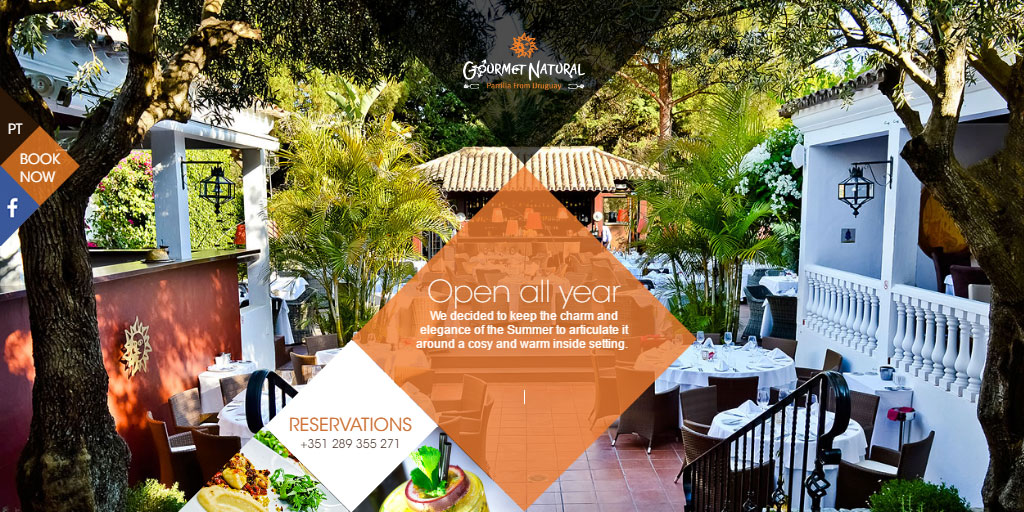 GOURMET NATURAL
Parrilla From Uruguay
PT
BOOK
NOW
f
Open all year
We decided to keep the charm and
elegance of the Summer to articulate it
around a cosy and warm inside setting.
RESERVATIONS
+351 289 355 271